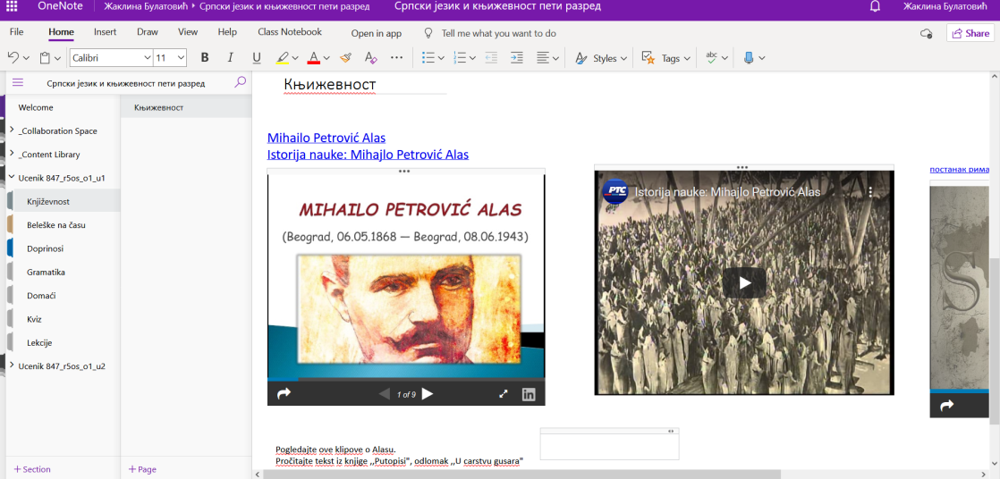 OneNote
Жаклина Булатовић › Српски језик и књижевност пети разред
Српски језик и књижевност пети разред
Жаклина Булатовић
File Home Insert Draw View Help Class Notebook Open in app Tell me what you want to do
Share
Calibri 11 B I U A Styles Tags abc
Српски језик и књижевност пети разред
Welcome
_Collaboration Space
_Content Library
Ucenik 847_r5os_o1_u1
Književnost
Beleške na času
Doprinosi
Gramatika
Domaći
Kviz
Lekcije
Ucenik 847_r5os_o1_u2
+ Section
Књижевност
+ Page
Књижевност
Mihailo Petrović Alas
Istorija nauke: Mihajlo Petrović Alas
MIHAILO PETROVIĆ ALAS
(Beograd, 06.05.1868 — Beograd, 08.06.1943)
1 of 9
in
РТС
Istorija nauke: Mihajlo Petrović Alas
постанак рима
S
Pogledajte ove klipove o Alasu.
Pročitajte tekst iz knjige ,,Putopisi", odlomak ,,U carstvu gusara"